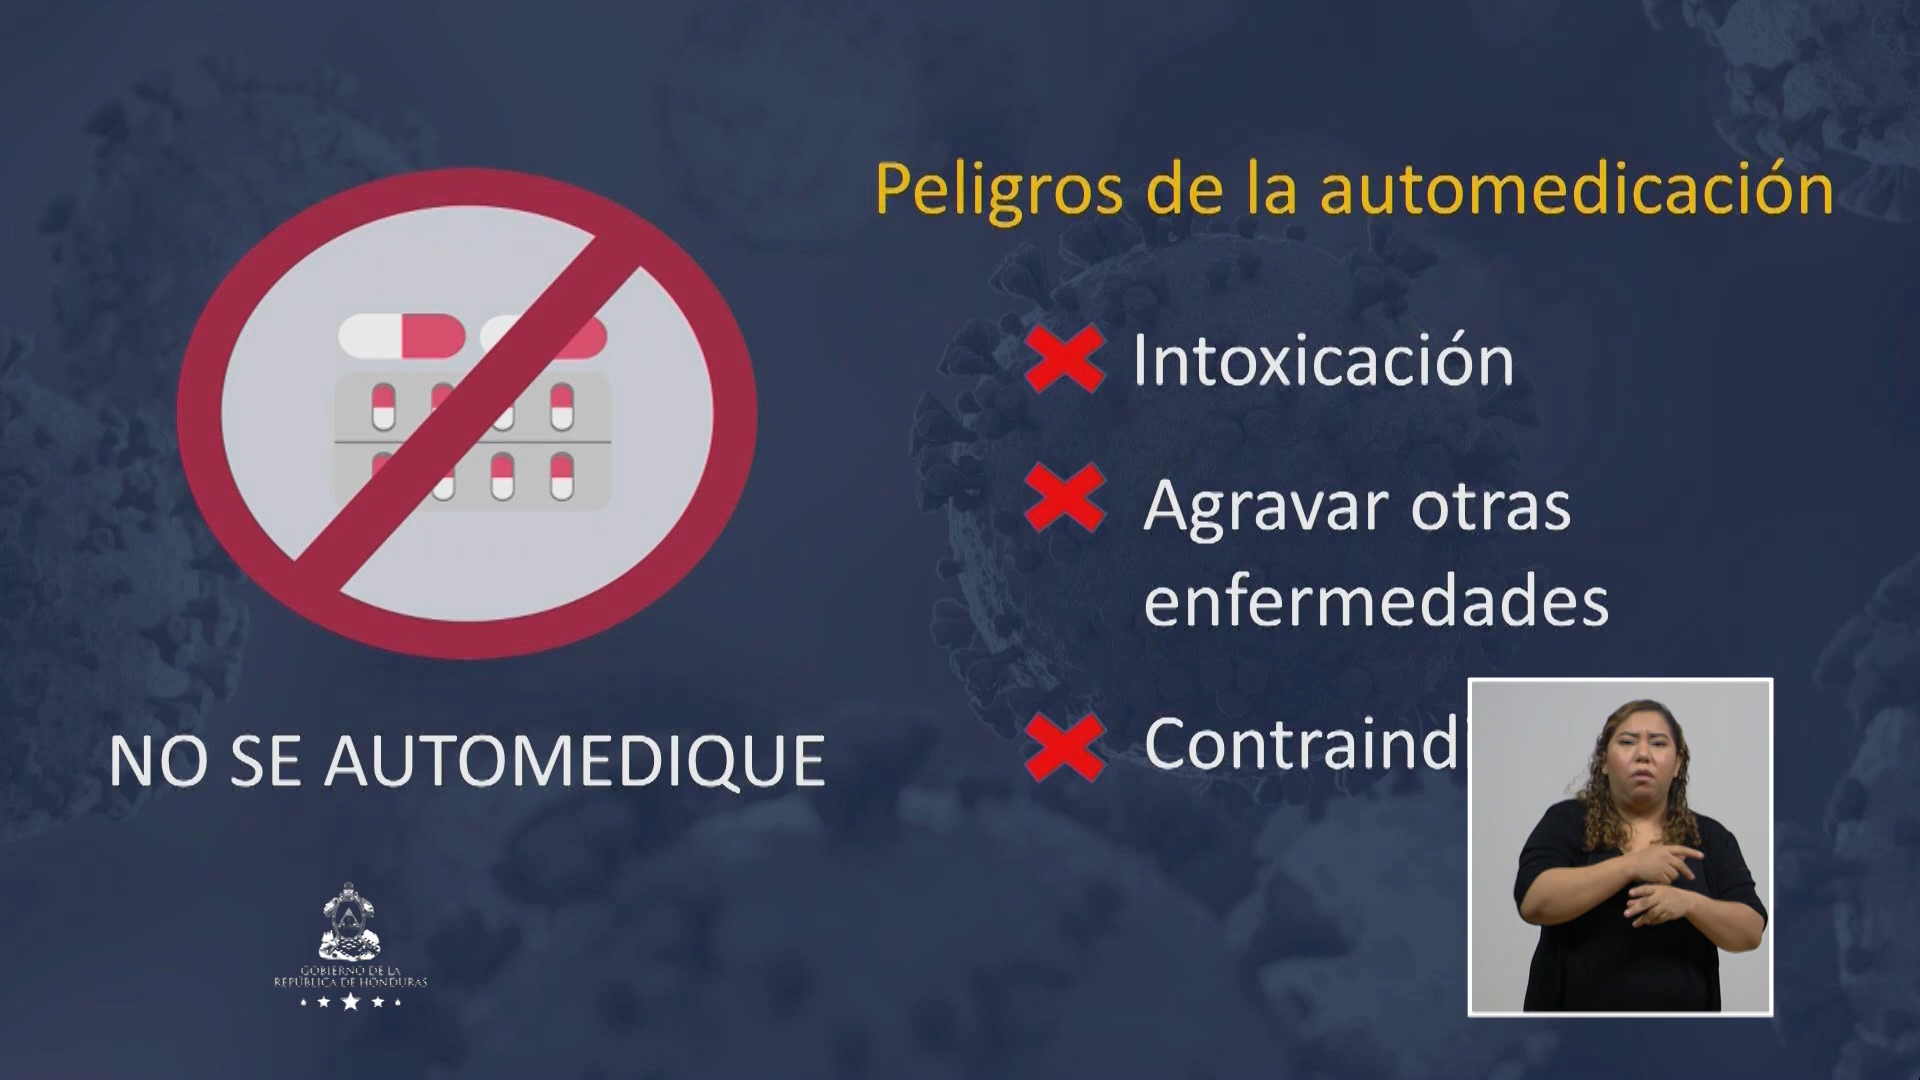 Peligros de la automedicación
Intoxicación
Agravar otras
enfermedades
NO SE AUTOMEDIQUE
GOBIERNO DE LA
REPÚBLICA DE HONDURAS